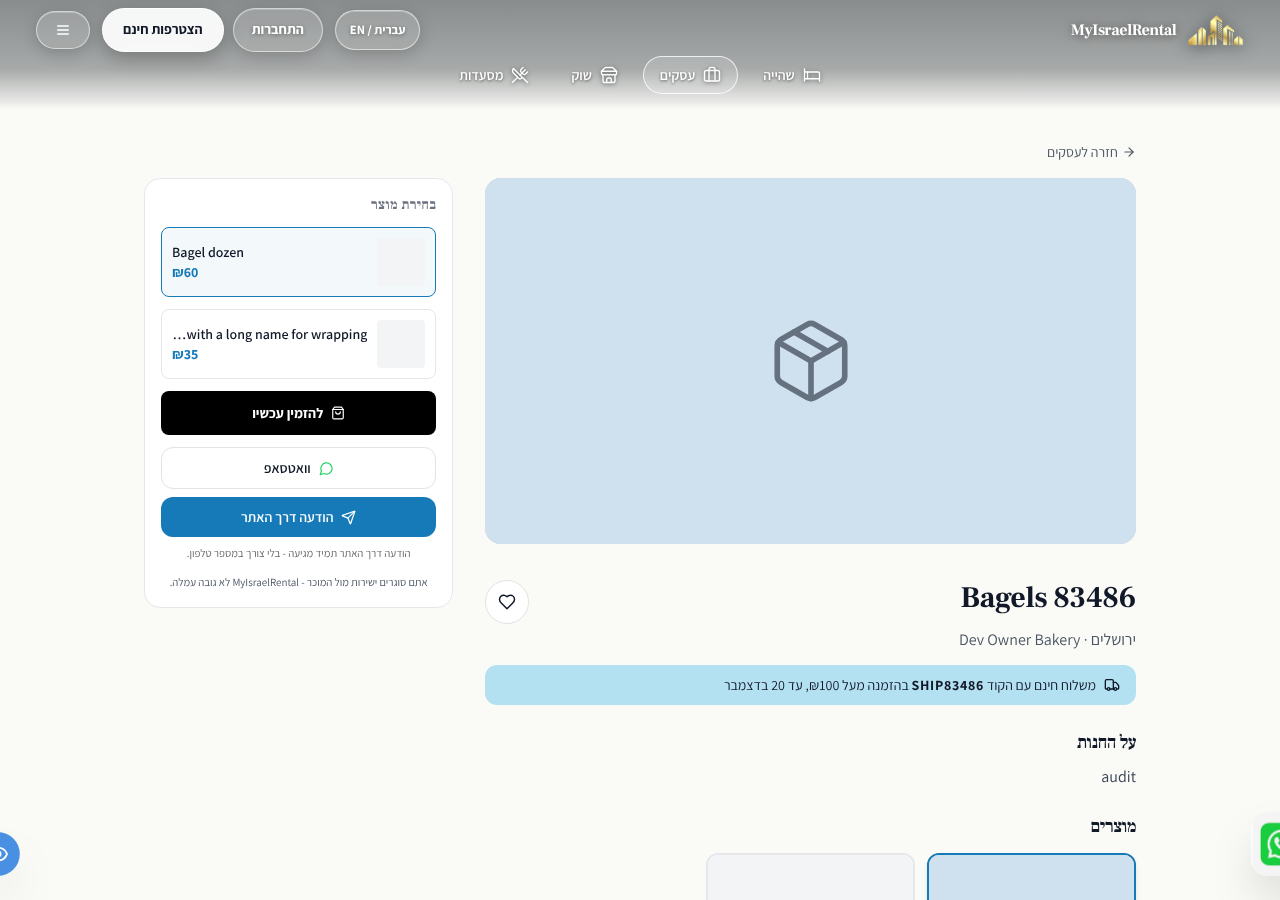 MyIsraelRental
עברית / EN
התחברות
הצטרפות חינם
שהייה
עסקים
שוק
מסעדות
חזרה לעסקים
בחירת מוצר
Bagel dozen
₪60
…with a long name for wrapping
₪35
להזמין עכשיו
וואטסאפ
הודעה דרך האתר
הודעה דרך האתר תמיד מגיעה - בלי צורך במספר טלפון.
אתם סוגרים ישירות מול המוכר - MyIsraelRental לא גובה עמלה.
Bagels 83486
ירושלים · Dev Owner Bakery
משלוח חינם עם הקוד SHIP83486 בהזמנה מעל ₪100, עד 20 בדצמבר
על החנות
audit
מוצרים